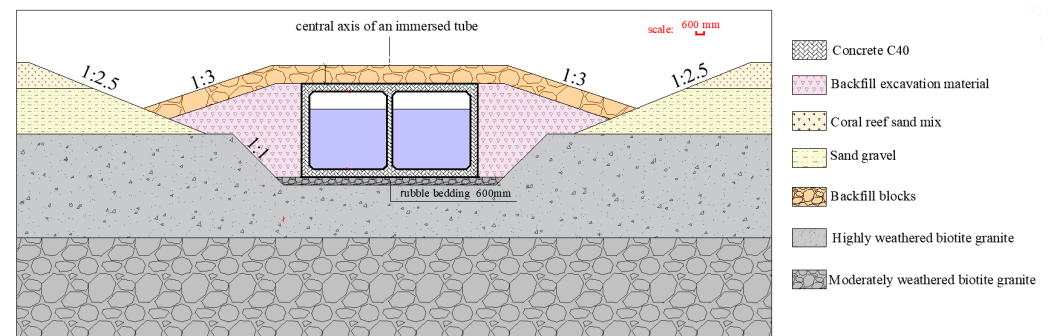 central axis of an immersed tube
scale: 600 mm
1:2.5
1:3
1:3
1:2.5
1:1
rubble bedding 600mm
Concrete C40
Backfill excavation material
Coral reef sand mix
Sand gravel
Backfill blocks
Highly weathered biotite granite
Moderately weathered biotite granite